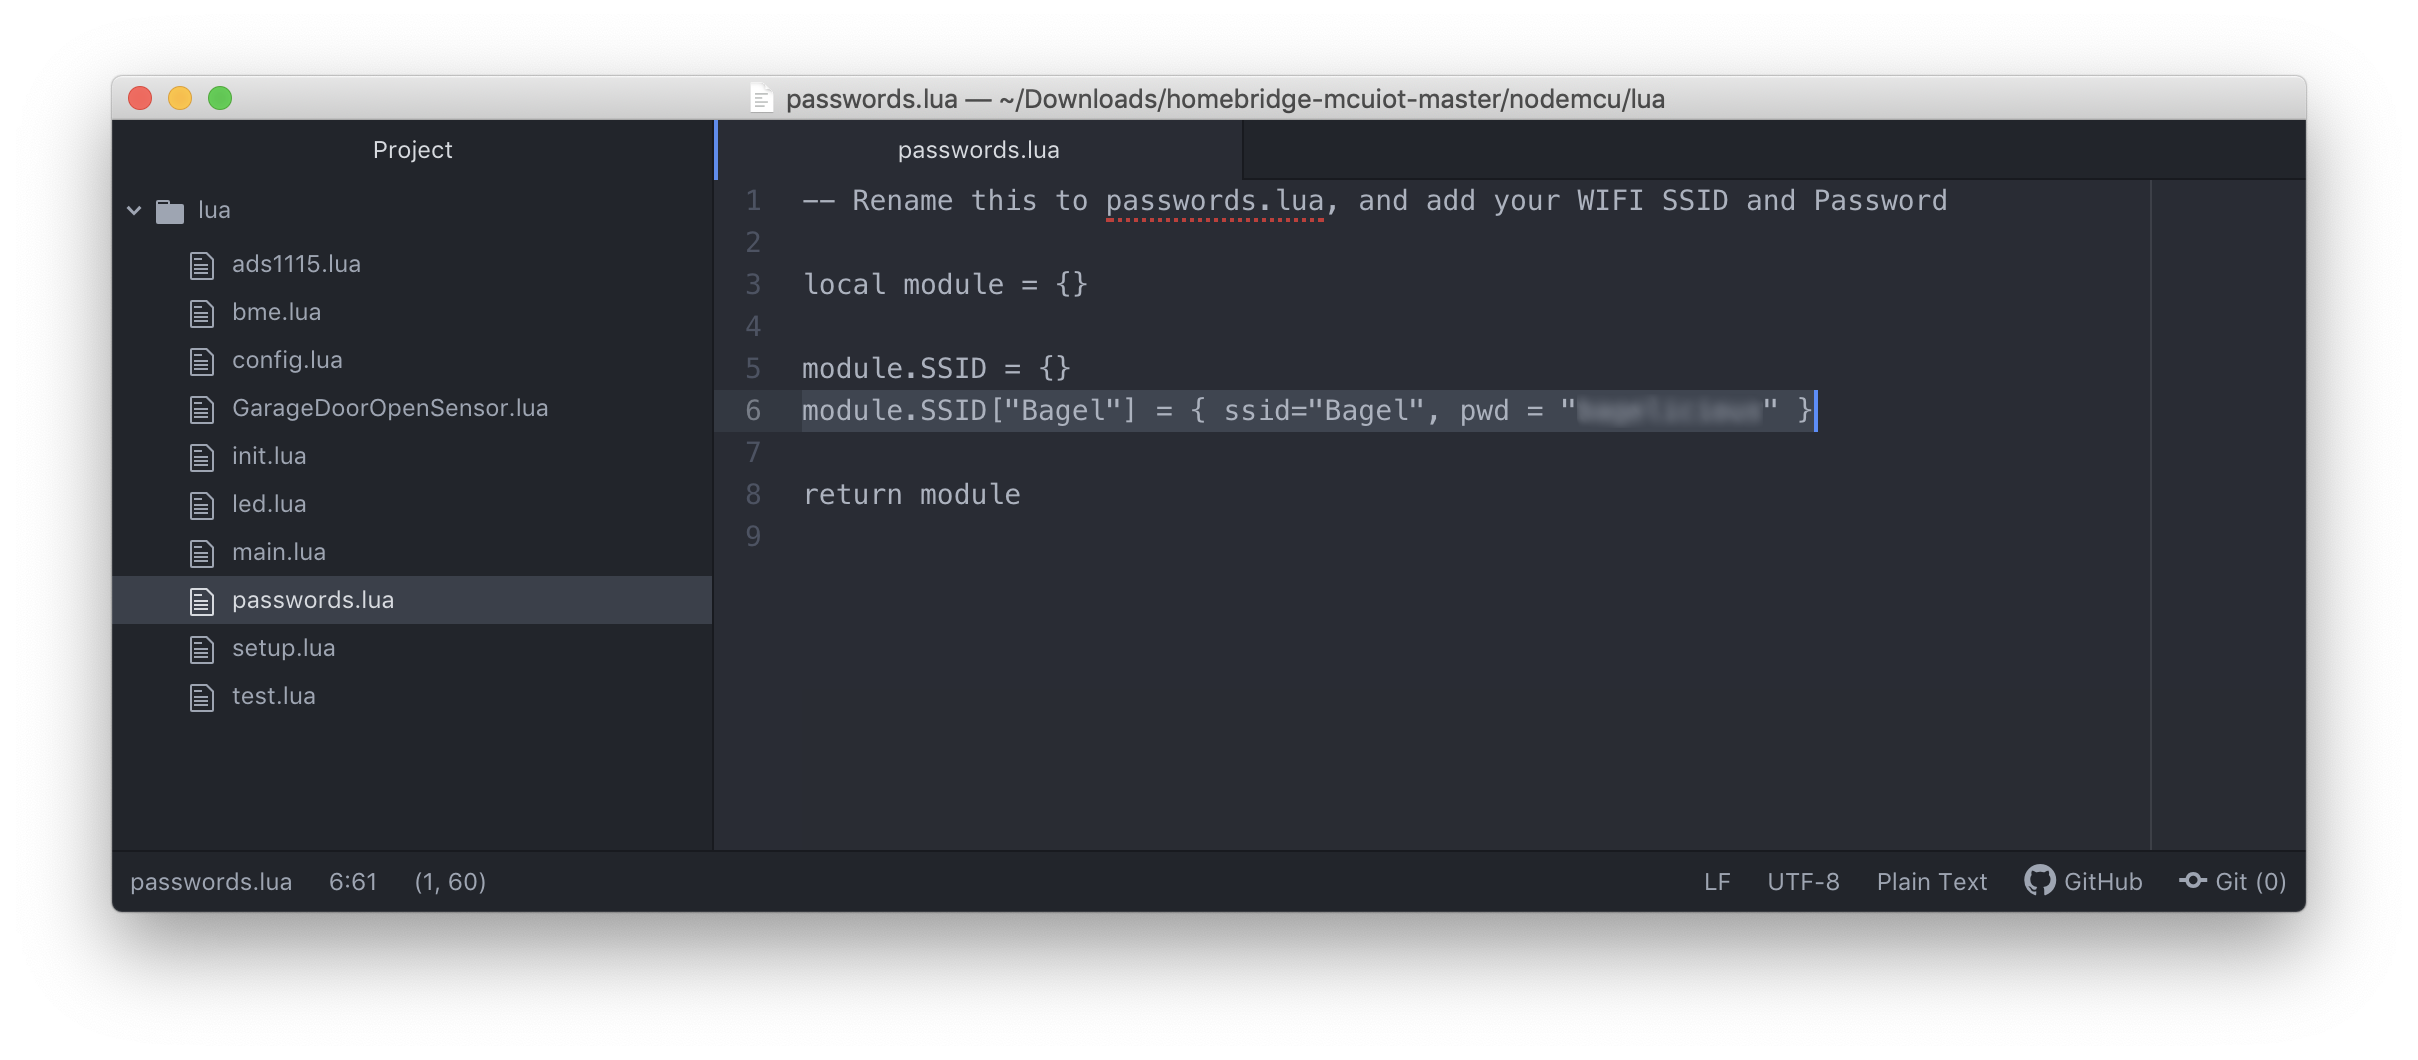 passwords.lua — ~/Downloads/homebridge-mcuiot-master/nodemcu/lua
Project
lua
ads1115.lua
bme.lua
config.lua
GarageDoorOpenSensor.lua
init.lua
led.lua
main.lua
passwords.lua
setup.lua
test.lua
passwords.lua
1 -- Rename this to passwords.lua, and add your WIFI SSID and Password
2
3 local module = {}
4
5 module.SSID = {}
6 module.SSID["Bagel"] = { ssid="Bagel", pwd = "" }
7
8 return module
9
passwords.lua 6:61 (1, 60) LF UTF-8 Plain Text GitHub Git (0)